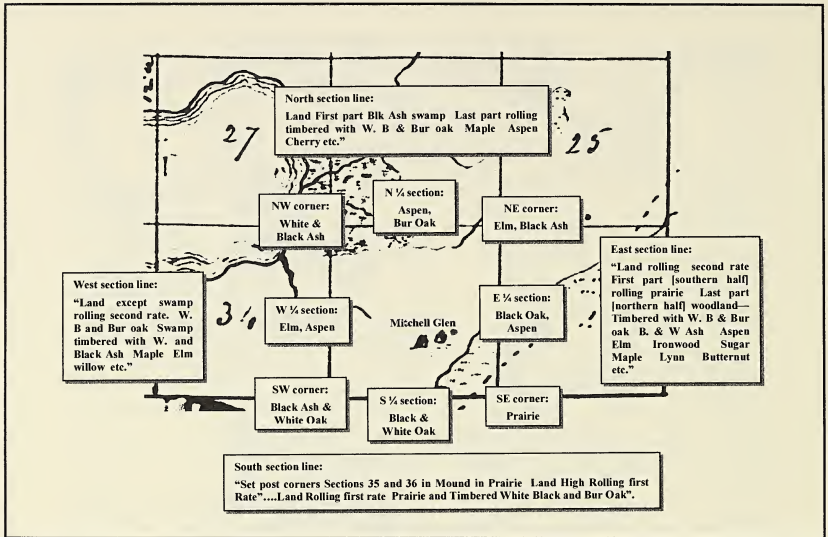 North section line:
Land First part Blk Ash swamp Last part rolling
timbered with W. B & Bur oak Maple Aspen
Cherry etc.”
27
25
NW corner:
White &
Black Ash
N ¼ section:
Aspen,
Bur Oak
NE corner:
Elm, Black Ash
West section line:
“Land except swamp
rolling second rate. W.
B and Bur oak Swamp
timbered with W. and
Black Ash Maple Elm
willow etc.”
W ¼ section:
Elm, Aspen
Mitchell Glen
E ¼ section:
Black Oak,
Aspen
East section line:
“Land rolling second rate
First part [southern half]
rolling prairie Last part
[northern half] woodland—
Timbered with W. B & Bur
oak B. & W Ash Aspen
Elm Ironwood Sugar
Maple Lynn Butternut
etc.”
SW corner:
Black Ash &
White Oak
S ¼ section:
Black &
White Oak
SE corner:
Prairie
South section line:
“Set post corners Sections 35 and 36 in Mound in Prairie Land High Rolling first
Rate”....Land Rolling first rate Prairie and Timbered White Black and Bur Oak”.